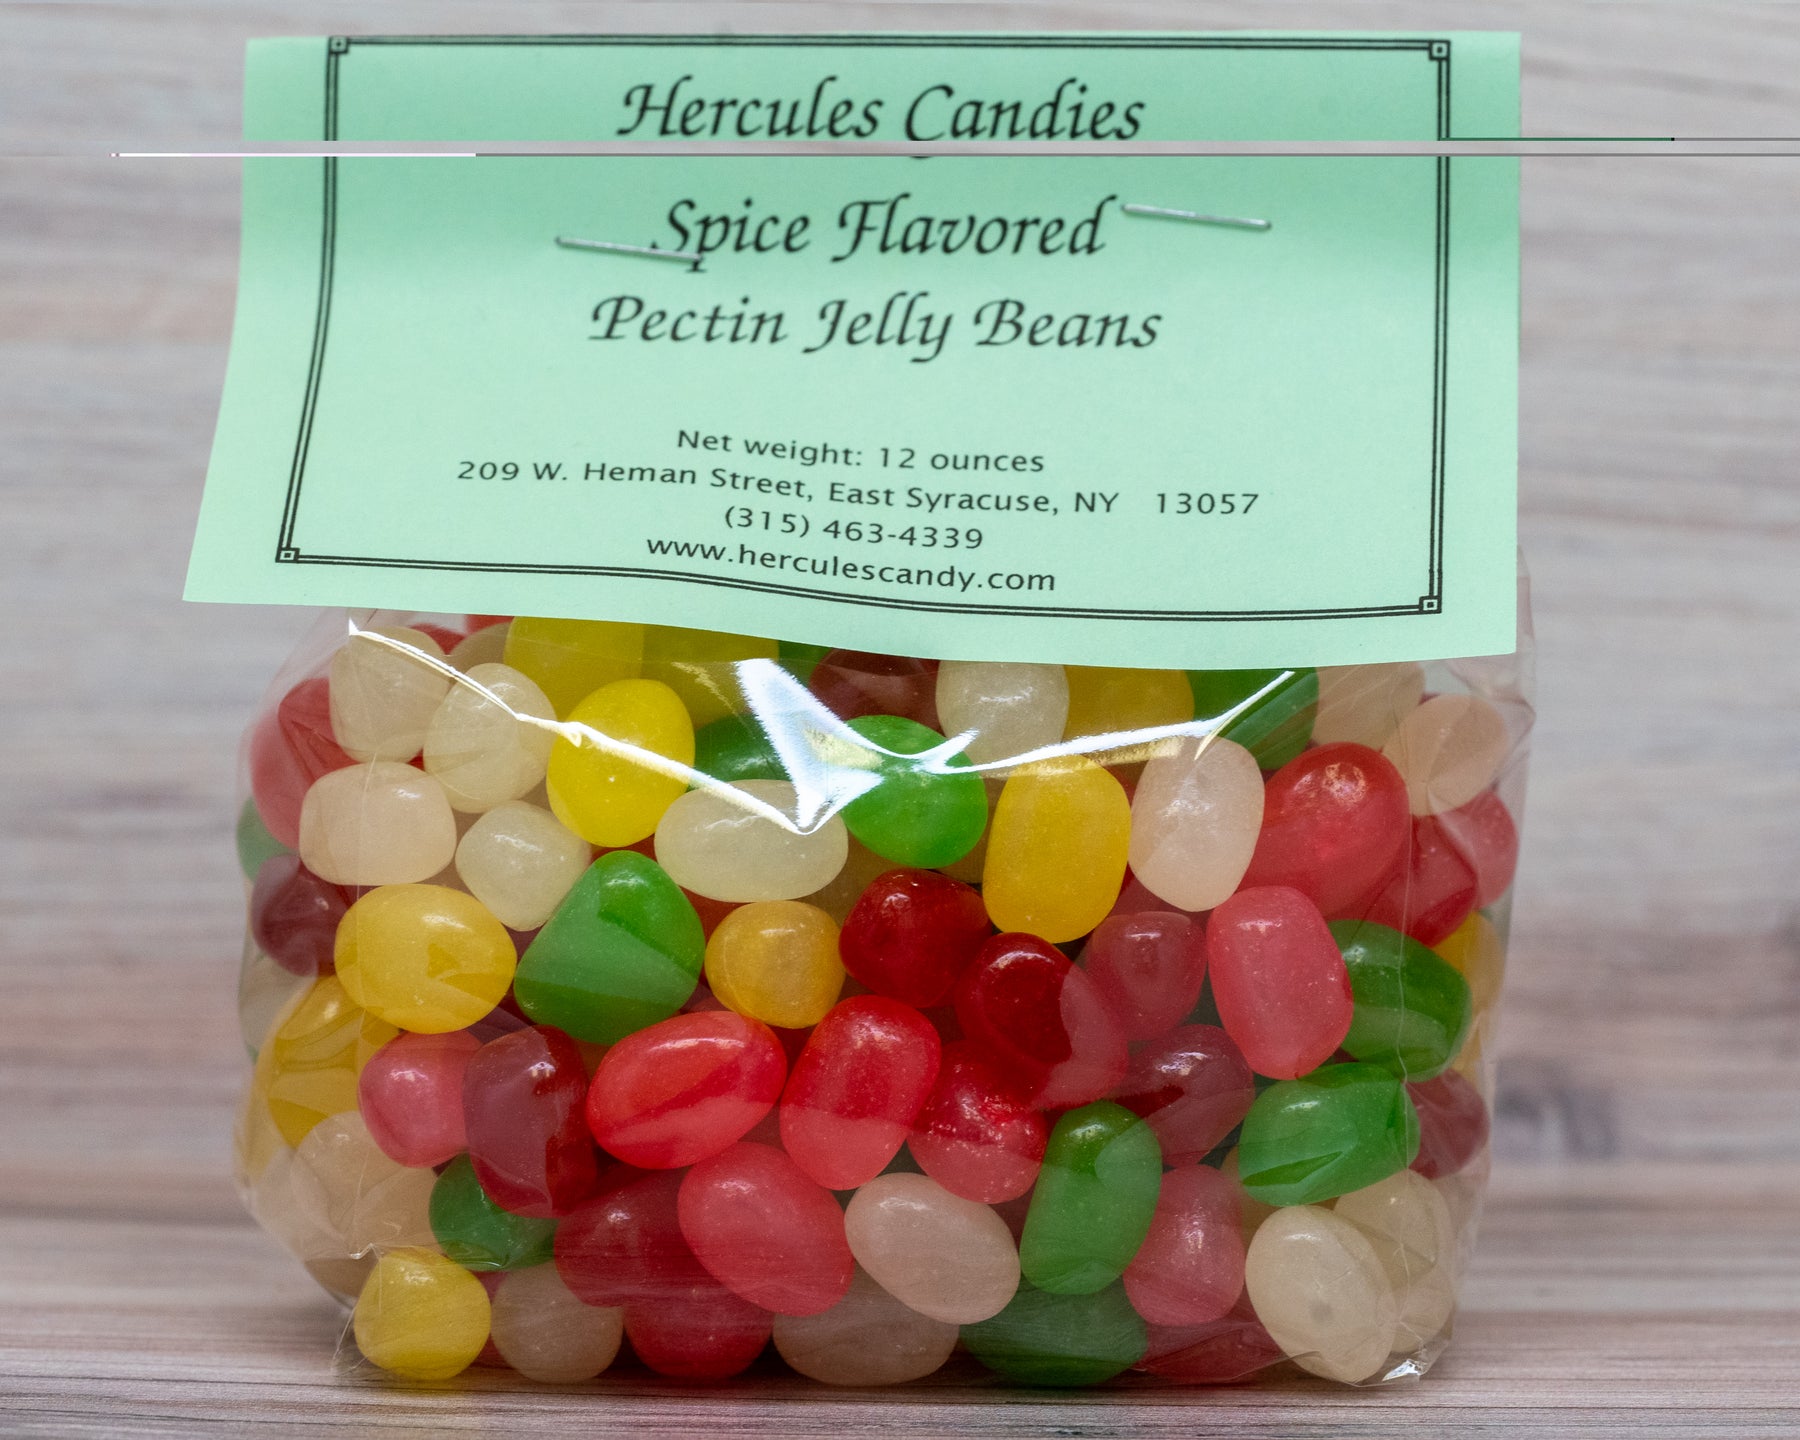 Hercules Candies
Spice Flavored
Pectin Jelly Beans
Net weight: 12 ounces
209 W. Heman Street, East Syracuse, NY 13057
(315) 463-4339
www.herculescandy.com